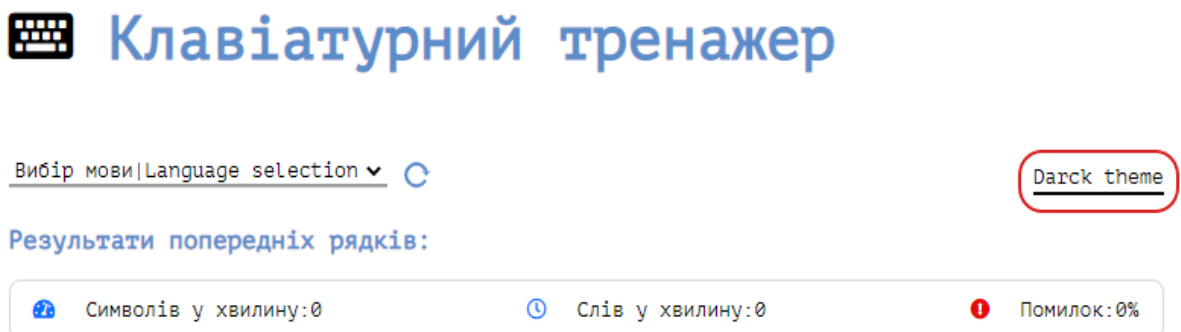 Клавіатурний тренажер
Вибір мови|Language selection
Darck theme
Результати попередніх рядків:
Символів у хвилину:0 Слів у хвилину:0 Помилок:0%